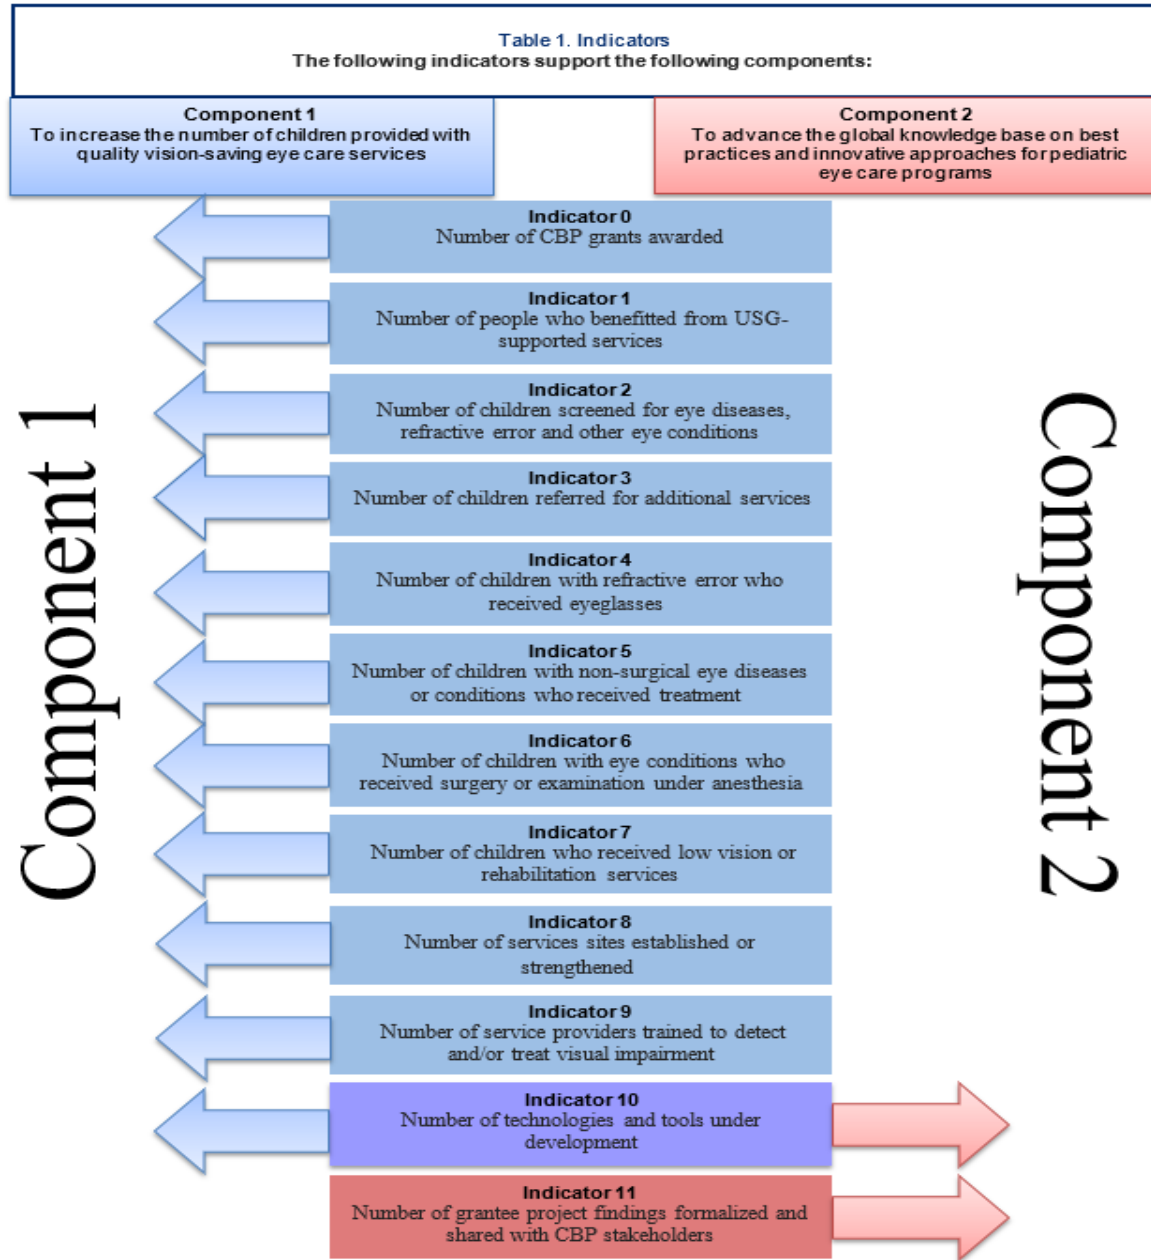 Table 1. Indicators
The following indicators support the following components:
Component 1
To increase the number of children provided with
quality vision-saving eye care services
Component 2
To advance the global knowledge base on best
practices and innovative approaches for pediatric
eye care programs
Component 1
Indicator 0
Number of CBP grants awarded
Indicator 1
Number of people who benefitted from USG-
supported services
Indicator 2
Number of children screened for eye diseases,
refractive error and other eye conditions
Indicator 3
Number of children referred for additional services
Indicator 4
Number of children with refractive error who
received eyeglasses
Indicator 5
Number of children with non-surgical eye diseases
or conditions who received treatment
Indicator 6
Number of children with eye conditions who
received surgery or examination under anesthesia
Indicator 7
Number of children who received low vision or
rehabilitation services
Indicator 8
Number of services sites established or
strengthened
Indicator 9
Number of service providers trained to detect
and/or treat visual impairment
Indicator 10
Number of technologies and tools under
development
Indicator 11
Number of grantee project findings formalized and
shared with CBP stakeholders
Component 2